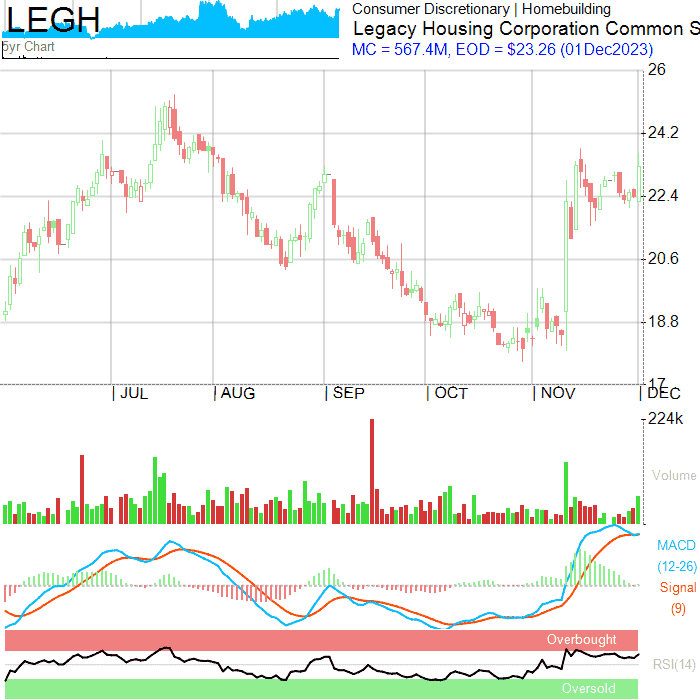 LEGH
5yr Chart
Consumer Discretionary | Homebuilding
Legacy Housing Corporation Common S
MC = 567.4M, EOD = $23.26 (01Dec2023)
26
24.2
22.4
20.6
18.8
17
JUL
AUG
SEP
OCT
NOV
DEC
224k
Volume
MACD
(12-26)
Signal
(9)
Overbought
RSI(14)
Oversold